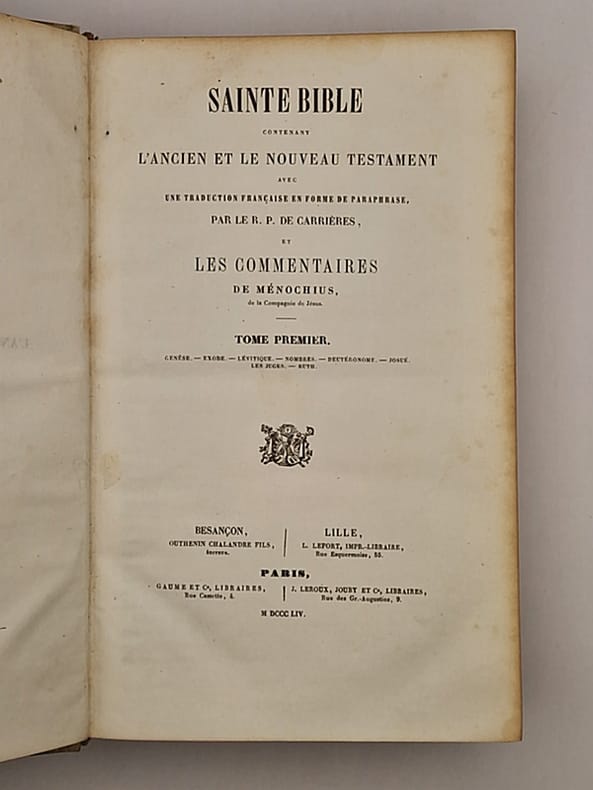 SAINTE BIBLE
CONTENANT
L'ANCIEN ET LE NOUVEAU TESTAMENT
AVEC
UNE TRADUCTION FRANÇAISE EN FORME DE PARAPHRASE,
PAR LE R. P. DE CARRIÈRES,
ET
LES COMMENTAIRES
DE MÉNOCHIUS,
de la Compagnie de Jésus.
TOME PREMIER.
GENÈSE. — EXODE. — LÉVITIQUE. — NOMBRES. — DEUTÉRONOME. — JOSUÉ.
LES JUGES. — RUTH.
BESANÇON,
OUTHENIN CHALANDRE FILS,
LILLE,
L. LEFORT, IMPR.-LIBRAIRE,
Rue Esquermoise, 55.
PARIS,
GAUME ET Cie, LIBRAIRES,
Rue Cassette, 4.
J. LEROUX, JOUBY ET Cie, LIBRAIRES,
Rue des Gr.-Augustins, 9.
M DCCC LIV.